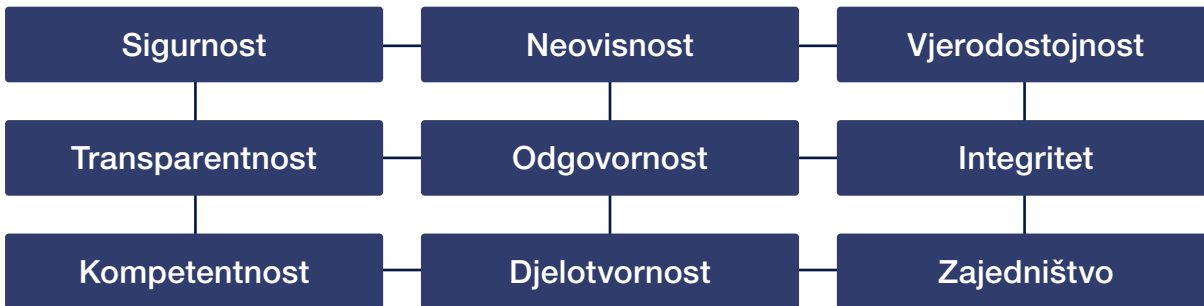 Sigurnost
Neovisnost
Vjerodostojnost
Transparentnost
Odgovornost
Integritet
Kompetentnost
Djelotvornost
Zajedništvo